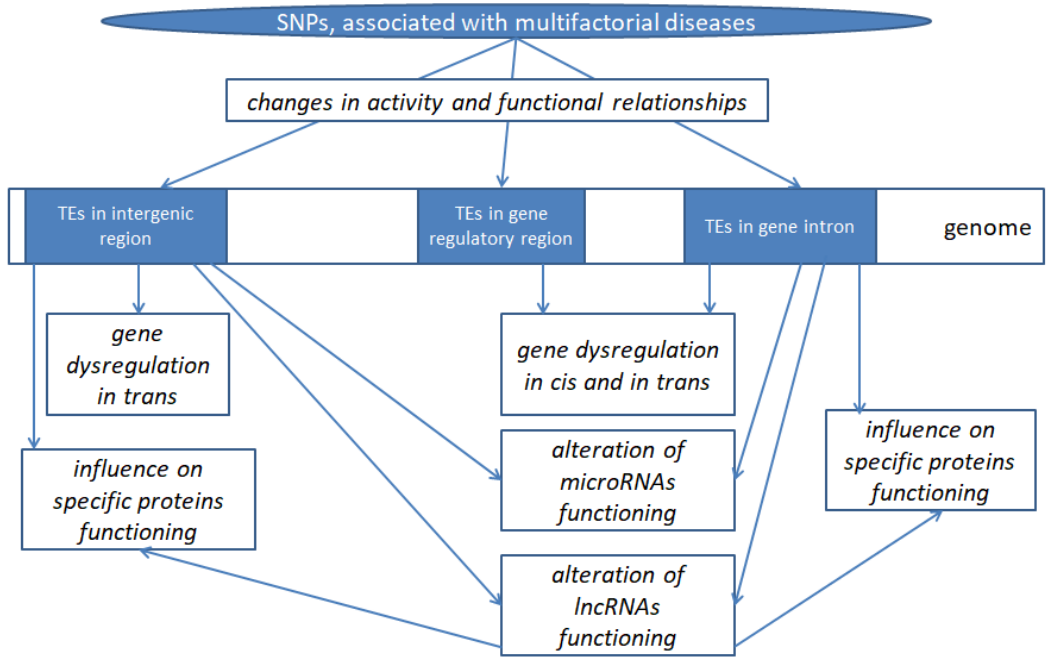 SNPs, associated with multifactorial diseases
changes in activity and functional relationships
TEs in intergenic
region
TEs in gene
regulatory region
TEs in gene intron
genome
gene
dysregulation
in trans
gene dysregulation
in cis and in trans
influence on
specific proteins
functioning
alteration of
microRNAs
functioning
influence on
specific proteins
functioning
alteration of
lncRNAs
functioning